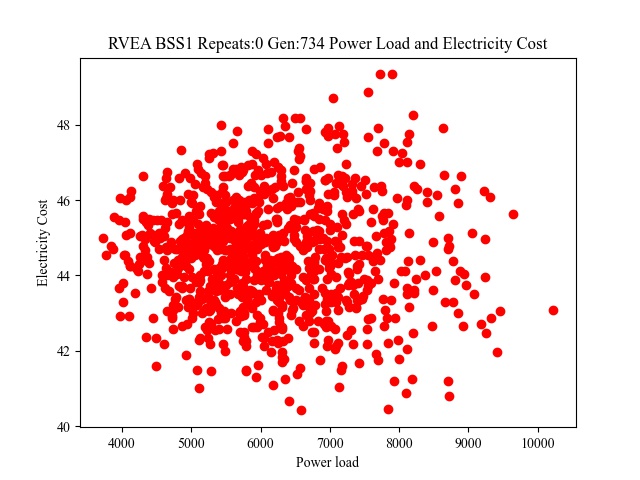 RVEA BSS1 Repeats:0 Gen:734 Power Load and Electricity Cost
Electricity Cost
48
46
44
42
40
4000 5000 6000 7000 8000 9000 10000
Power load